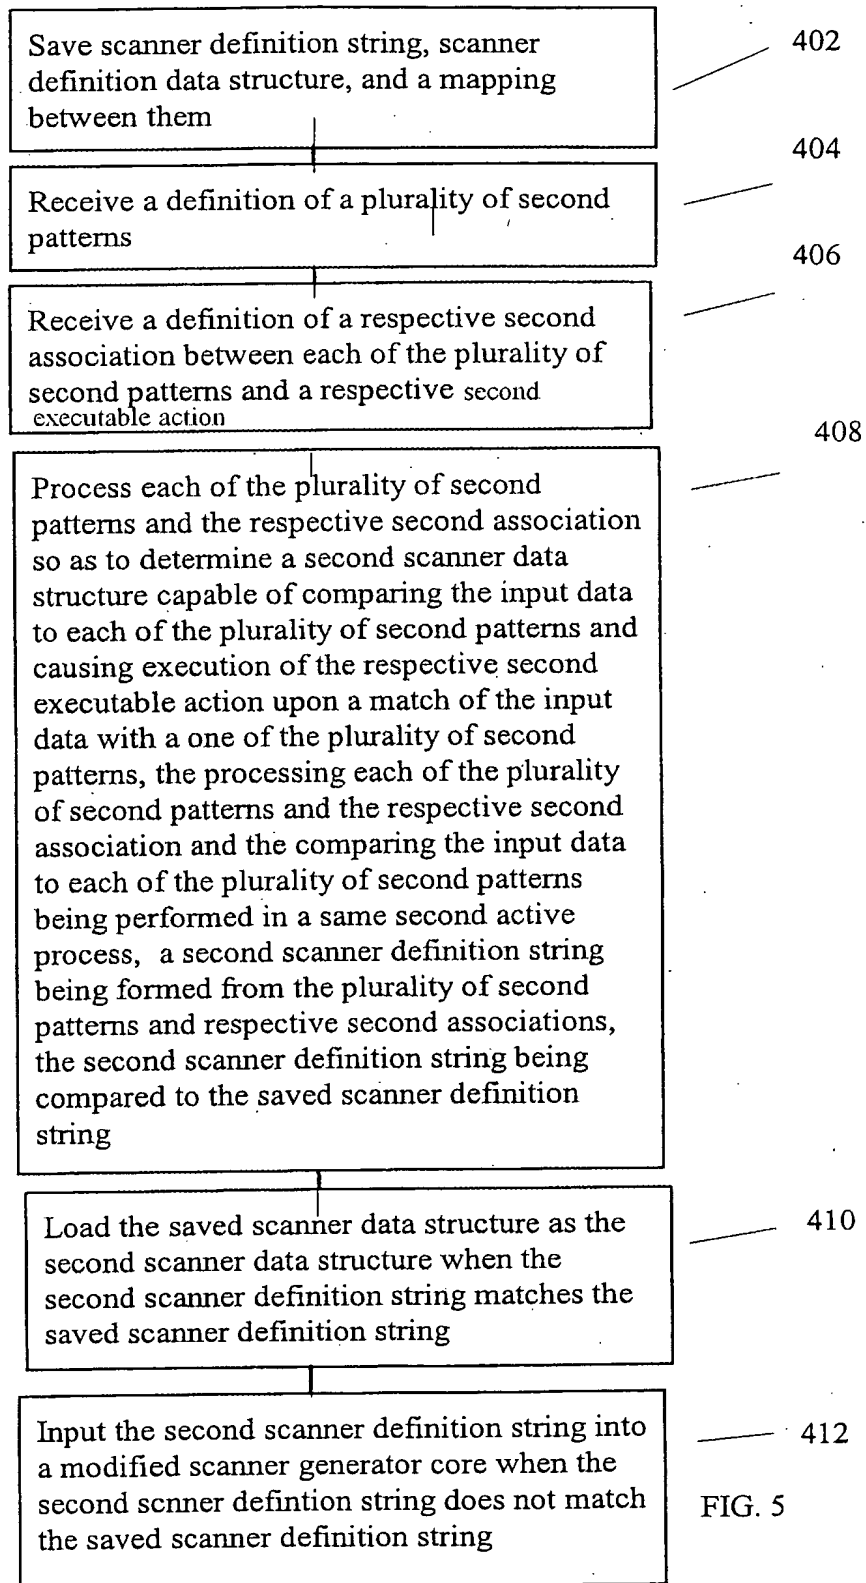 Save scanner definition string, scanner
definition data structure, and a mapping
between them
402
Receive a definition of a plurality of second
patterns
404
Receive a definition of a respective second
association between each of the plurality of
second patterns and a respective second
executable action
406
Process each of the plurality of second
patterns and the respective second association
so as to determine a second scanner data
structure capable of comparing the input data
to each of the plurality of second patterns and
causing execution of the respective second
executable action upon a match of the input
data with a one of the plurality of second
patterns, the processing each of the plurality
of second patterns and the respective second
association and the comparing the input data
to each of the plurality of second patterns
being performed in a same second active
process, a second scanner definition string
being formed from the plurality of second
patterns and respective second associations,
the second scanner definition string being
compared to the saved scanner definition
string
408
Load the saved scanner data structure as the
second scanner data structure when the
second scanner definition string matches the
saved scanner definition string
410
Input the second scanner definition string into
a modified scanner generator core when the
second scnner defintion string does not match
the saved scanner definition string
412
FIG. 5